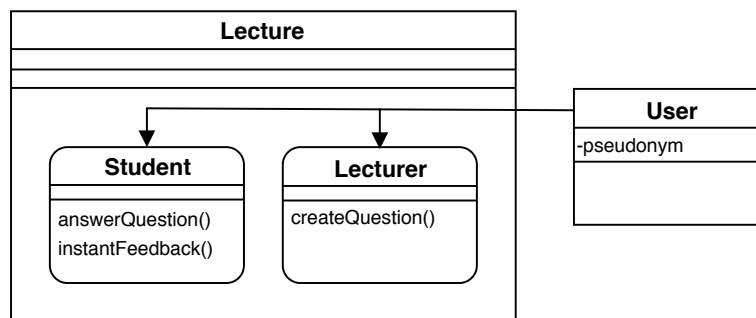 Lecture
User
-pseudonym
Student
answerQuestion()
instantFeedback()
Lecturer
createQuestion()